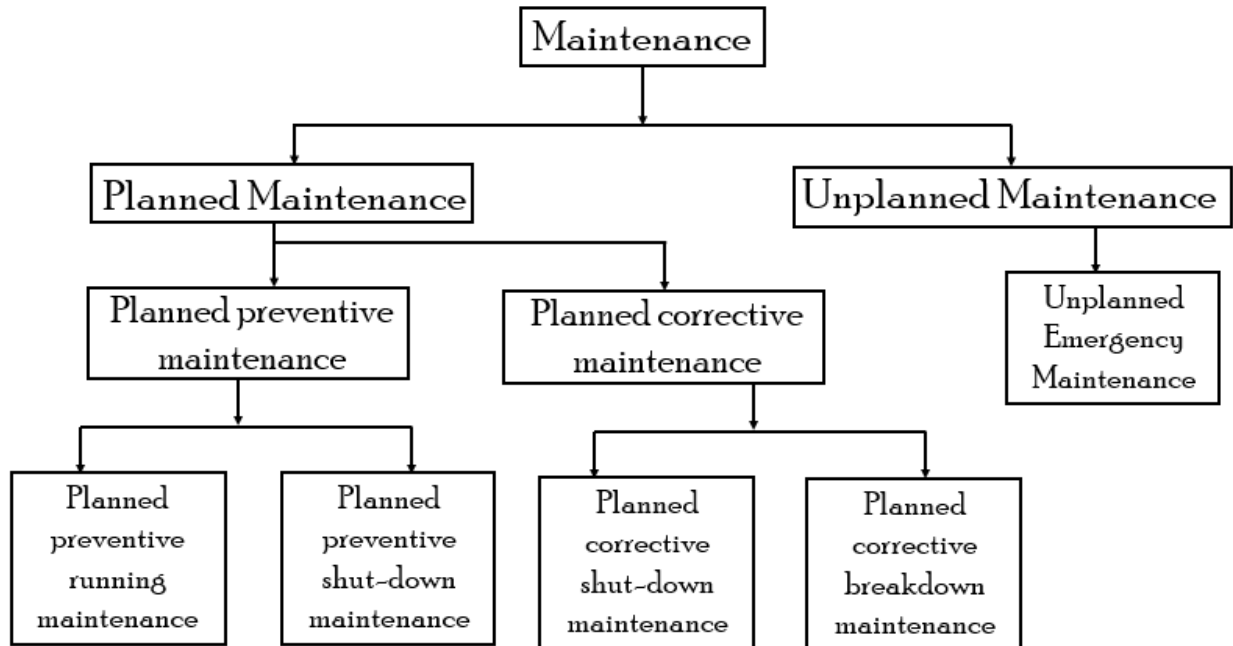 Maintenance
Planned Maintenance
Unplanned Maintenance
Planned preventive
maintenance
Planned corrective
maintenance
Unplanned
Emergency
Maintenance
Planned
preventive
running
maintenance
Planned
preventive
shut-down
maintenance
Planned
corrective
shut-down
maintenance
Planned
corrective
breakdown
maintenance